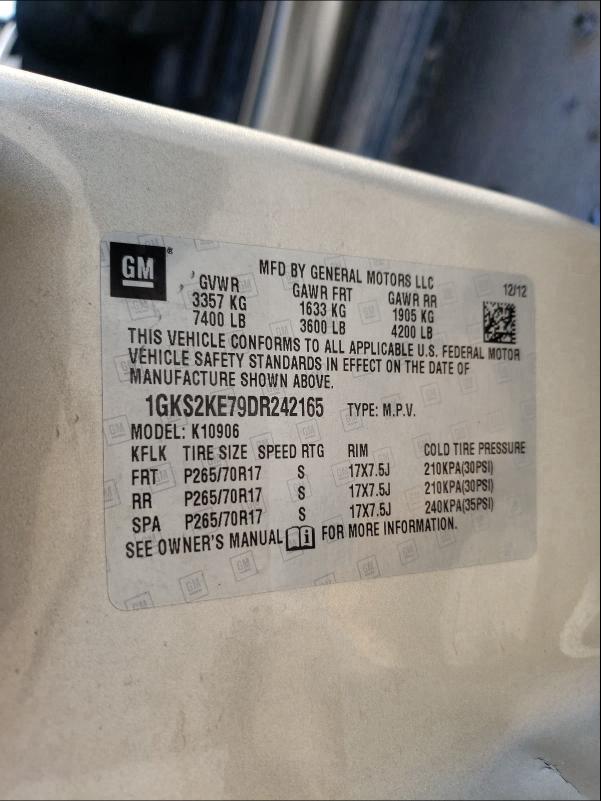 GM ®
MFD BY GENERAL MOTORS LLC
12/12
GVWR GAWR FRT GAWR RR
3357 KG 1633 KG 1905 KG
7400 LB 3600 LB 4200 LB
THIS VEHICLE CONFORMS TO ALL APPLICABLE U.S. FEDERAL MOTOR
VEHICLE SAFETY STANDARDS IN EFFECT ON THE DATE OF
MANUFACTURE SHOWN ABOVE.
1GKS2KE79DR242165 TYPE: M.P.V.
MODEL: K10906
KFLK TIRE SIZE SPEED RTG RIM COLD TIRE PRESSURE
FRT P265/70R17 S 17X7.5J 210KPA(30PSI)
RR P265/70R17 S 17X7.5J 210KPA(30PSI)
SPA P265/70R17 S 17X7.5J 240KPA(35PSI)
SEE OWNER'S MANUAL i FOR MORE INFORMATION.